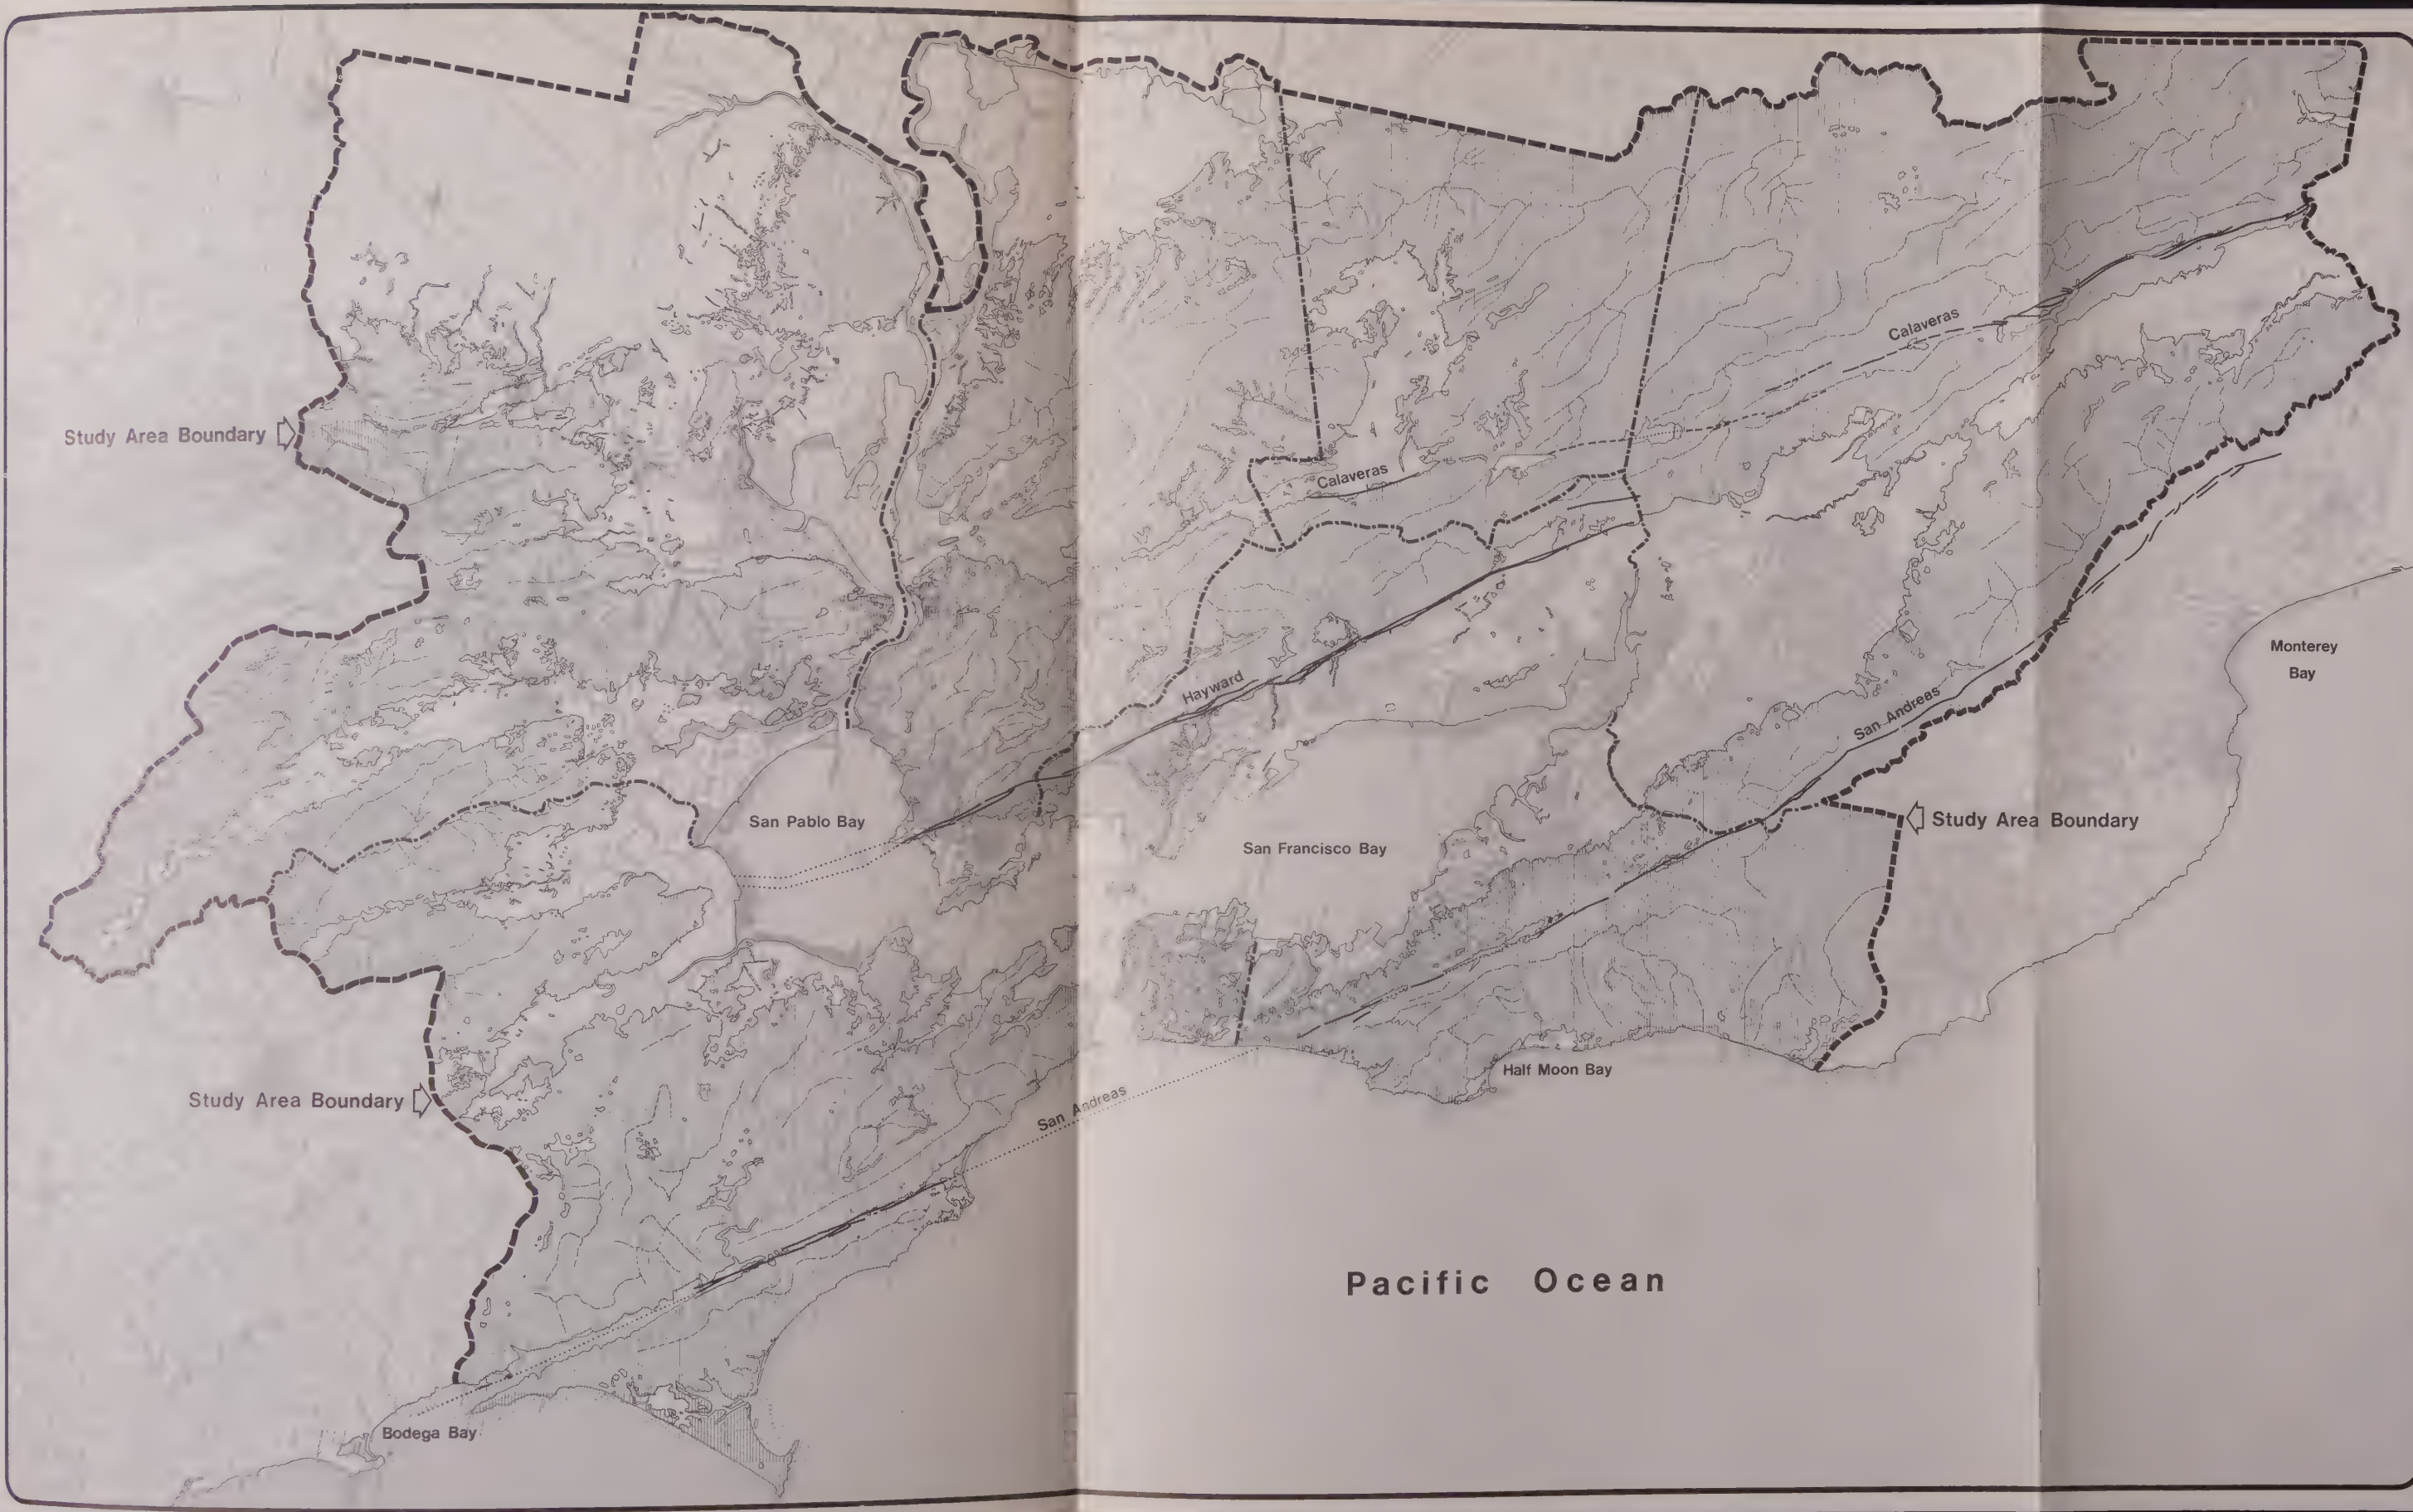 Calaveras
Study Area Boundary
Calaveras
Monterey
Bay
Hayward
San Andreas
San Pablo Bay
Study Area Boundary
San Francisco Bay
Half Moon Bay
Study Area Boundary
San Andreas
Pacific Ocean
Bodega Bay